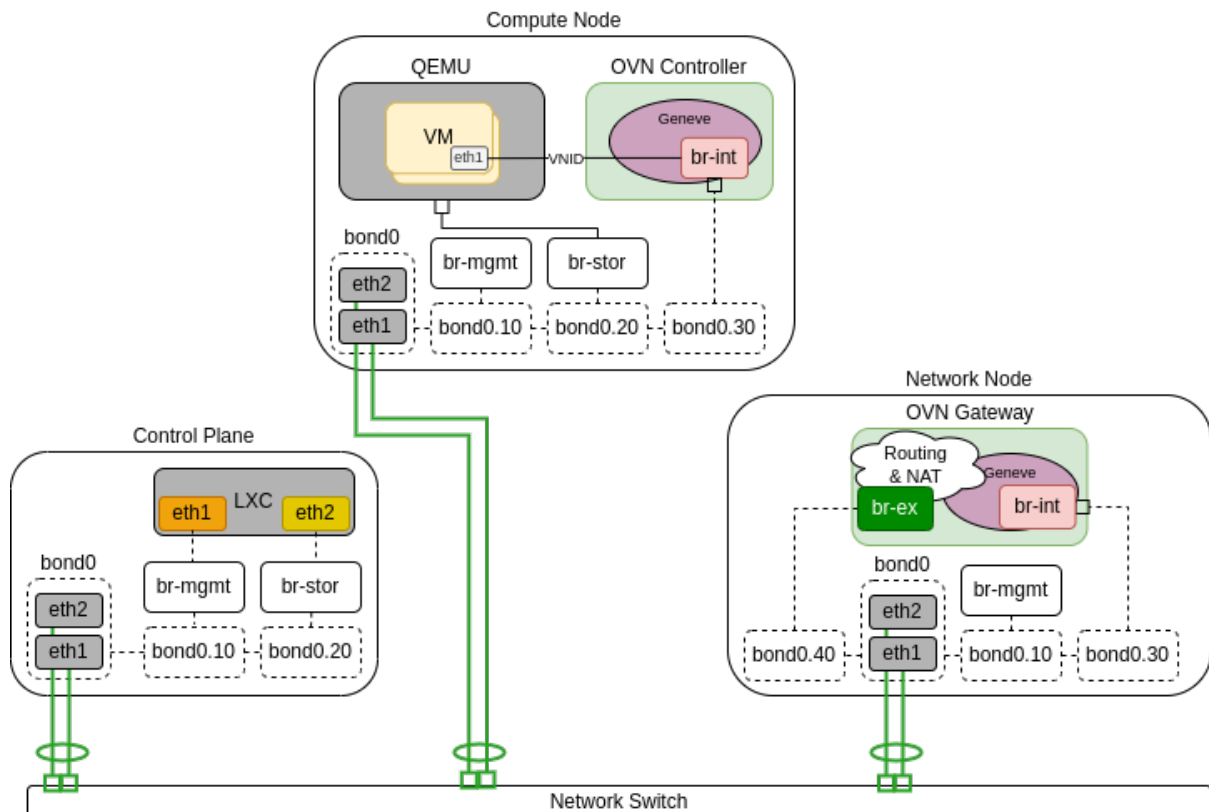 Compute Node
QEMU
OVN Controller
VM
eth1
VNID
Geneve
br-int
bond0
eth2
eth1
br-mgmt
br-stor
bond0.10
bond0.20
bond0.30
Control Plane
LXC
eth1
eth2
bond0
eth2
eth1
br-mgmt
br-stor
bond0.10
bond0.20
Network Node
OVN Gateway
Routing
& NAT
Geneve
br-ex
br-int
bond0
eth2
eth1
br-mgmt
bond0.40
bond0.10
bond0.30
Network Switch